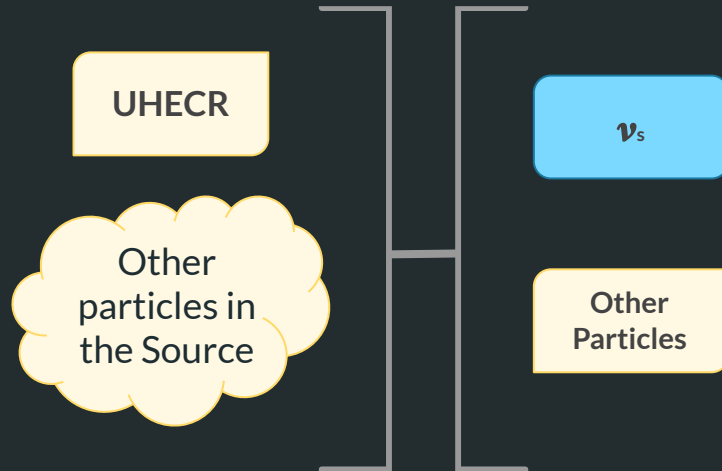 UHECR
Other
particles in
the Source
𝝂s
Other
Particles